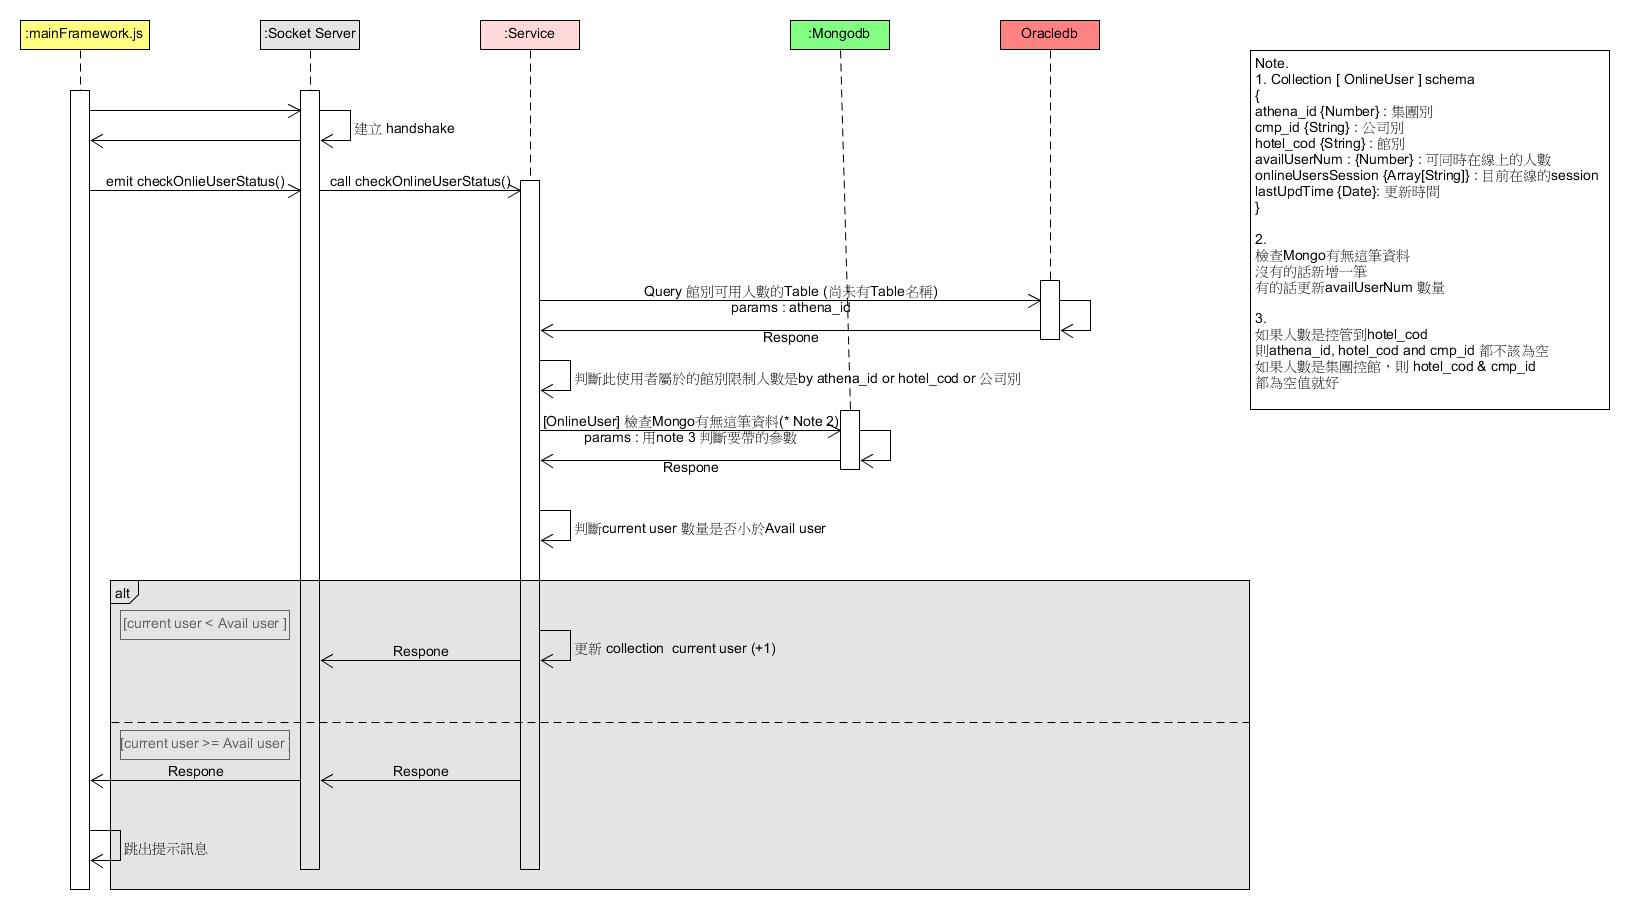 :mainFramework.js
:Socket Server
:Service
:Mongodb
Oracledb
建立 handshake
emit checkOnlieUserStatus()
call checkOnlineUserStatus()
Query 館別可用人數的Table (尚未有Table名稱)
params : athena_id
Respone
判斷此使用者屬於的館別限制人數是by athena_id or hotel_cod or 公司別
[OnlineUser] 檢查Mongo有無這筆資料(* Note 2)
params : 用note 3 判斷要帶的參數
Respone
判斷current user 數量是否小於Avail user
alt
[current user < Avail user ]
更新 collection  current user (+1)
Respone
[current user >= Avail user ]
Respone
Respone
跳出提示訊息
Note.
1. Collection [ OnlineUser ] schema
{
athena_id {Number} : 集團別
cmp_id {String} : 公司別
hotel_cod {String} : 館別
availUserNum : {Number} : 可同時在線上的人數
onlineUsersSession {Array[String]} : 目前在線的session
lastUpdTime {Date}: 更新時間
}
2.
檢查Mongo有無這筆資料
沒有的話新增一筆
有的話更新availUserNum 數量
3.
如果人數是控管到hotel_cod
則athena_id, hotel_cod and cmp_id 都不該為空
如果人數是集團控館，則 hotel_cod & cmp_id
都為空值就好